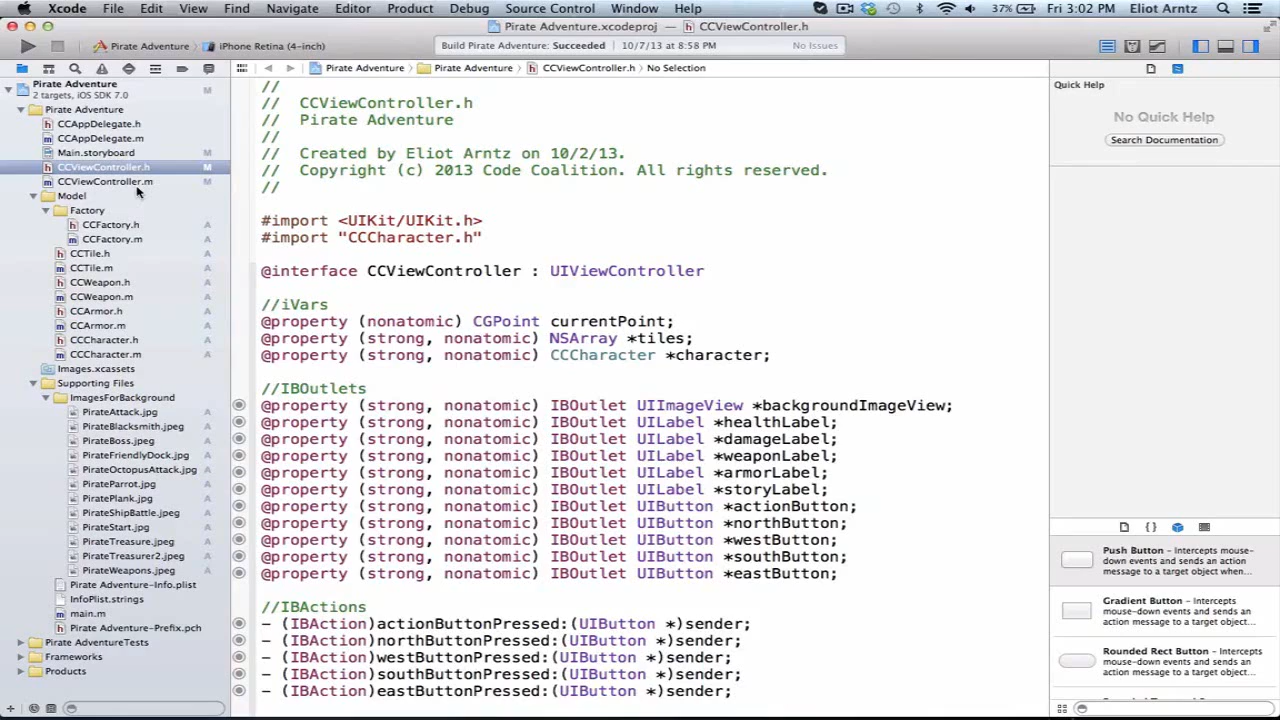 Xcode File Edit View Find Navigate Editor Product Debug Source Control Window Help 37% Fri 3:02 PM Eliot Arntz
Pirate Adventure.xcodeproj — CCViewController.h
Pirate Adventure iPhone Retina (4-inch) Build Pirate Adventure: Succeeded 10/7/13 at 8:58 PM No Issues
Pirate Adventure Pirate Adventure CCViewController.h No Selection
Pirate Adventure M
2 targets, iOS SDK 7.0
Pirate Adventure
CCAppDelegate.h
CCAppDelegate.m
Main.storyboard M
CCViewController.h M
CCViewController.m M
Model
Factory
CCFactory.h A
CCFactory.m A
CCTile.h A
CCTile.m A
CCWeapon.h A
CCWeapon.m A
CCArmor.h A
CCArmor.m A
CCCharacter.h A
CCCharacter.m A
Images.xcassets
Supporting Files
ImagesForBackground
PirateAttack.jpg A
PirateBlacksmith.jpeg A
PirateBoss.jpeg A
PirateFriendlyDock.jpg A
PirateOctopusAttack.jpg A
PirateParrot.jpg A
PiratePlank.jpg A
PirateShipBattle.jpeg A
PirateStart.jpg A
PirateTreasure.jpeg A
PirateTreasurer2.jpeg A
PirateWeapons.jpeg A
Pirate Adventure-Info.plist
InfoPlist.strings
main.m
Pirate Adventure-Prefix.pch
Pirate AdventureTests
Frameworks
Products
//
// CCViewController.h
// Pirate Adventure
//
// Created by Eliot Arntz on 10/2/13.
// Copyright (c) 2013 Code Coalition. All rights reserved.
//
#import <UIKit/UIKit.h>
#import "CCCharacter.h"
@interface CCViewController : UIViewController
//iVars
@property (nonatomic) CGPoint currentPoint;
@property (strong, nonatomic) NSArray *tiles;
@property (strong, nonatomic) CCCharacter *character;
//IBOutlets
@property (strong, nonatomic) IBOutlet UIImageView *backgroundImageView;
@property (strong, nonatomic) IBOutlet UILabel *healthLabel;
@property (strong, nonatomic) IBOutlet UILabel *damageLabel;
@property (strong, nonatomic) IBOutlet UILabel *weaponLabel;
@property (strong, nonatomic) IBOutlet UILabel *armorLabel;
@property (strong, nonatomic) IBOutlet UILabel *storyLabel;
@property (strong, nonatomic) IBOutlet UIButton *actionButton;
@property (strong, nonatomic) IBOutlet UIButton *northButton;
@property (strong, nonatomic) IBOutlet UIButton *westButton;
@property (strong, nonatomic) IBOutlet UIButton *southButton;
@property (strong, nonatomic) IBOutlet UIButton *eastButton;
//IBActions
- (IBAction)actionButtonPressed:(UIButton *)sender;
- (IBAction)northButtonPressed:(UIButton *)sender;
- (IBAction)westButtonPressed:(UIButton *)sender;
- (IBAction)southButtonPressed:(UIButton *)sender;
- (IBAction)eastButtonPressed:(UIButton *)sender;
Quick Help
No Quick Help
Search Documentation
Push Button – Intercepts mouse-
down events and sends an action
message to a target object when...
Gradient Button – Intercepts
mouse-down events and sends an
action message to a target object...
Rounded Rect Button – Intercepts
mouse-down events and sends an
action message to a target object...